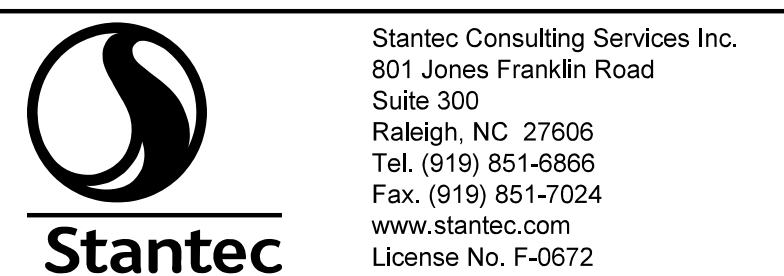 Stantec
Stantec Consulting Services Inc.
801 Jones Franklin Road
Suite 300
Raleigh, NC 27606
Tel. (919) 851-6866
Fax. (919) 851-7024
www.stantec.com
License No. F-0672